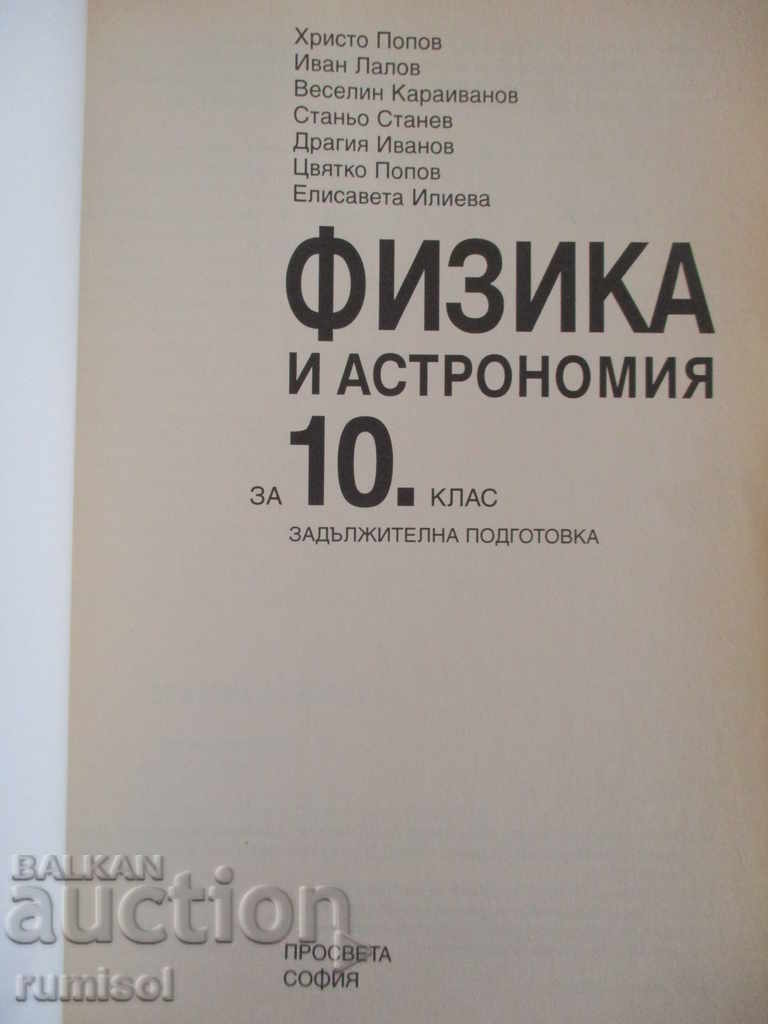 Христо Попов
Иван Лалов
Веселин Караиванов
Станьо Станев
Драгия Иванов
Цвятко Попов
Елисавета Илиева
ФИЗИКА
И АСТРОНОМИЯ
ЗА 10. КЛАС
ЗАДЪЛЖИТЕЛНА ПОДГОТОВКА
BALKAN
auction
rumisol
ПРОСВЕТА
СОФИЯ